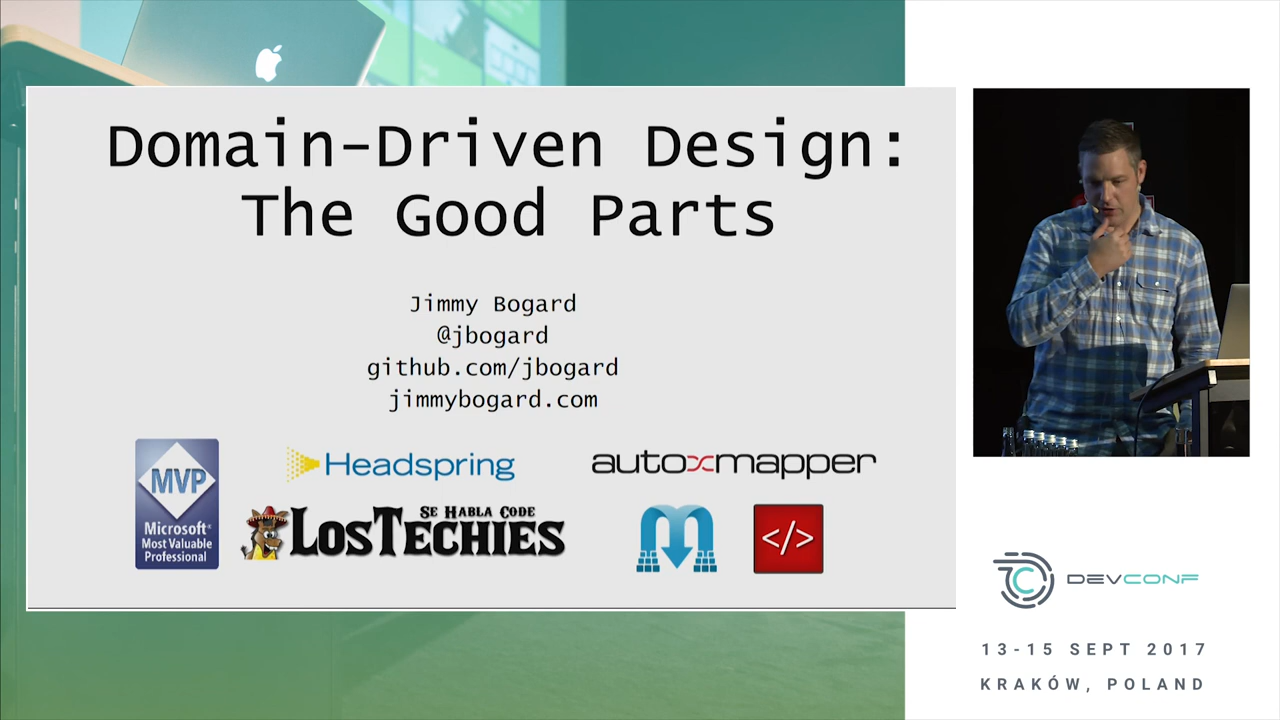 Domain-Driven Design:
The Good Parts
Jimmy Bogard
@jbogard
github.com/jbogard
jimmybogard.com
MVP
Microsoft®
Most Valuable
Professional
Headspring
autoxmapper
SE HABLA CODE
LOSTECHIES
</>
DEVCONF
13-15 SEPT 2017
KRAKÓW, POLAND